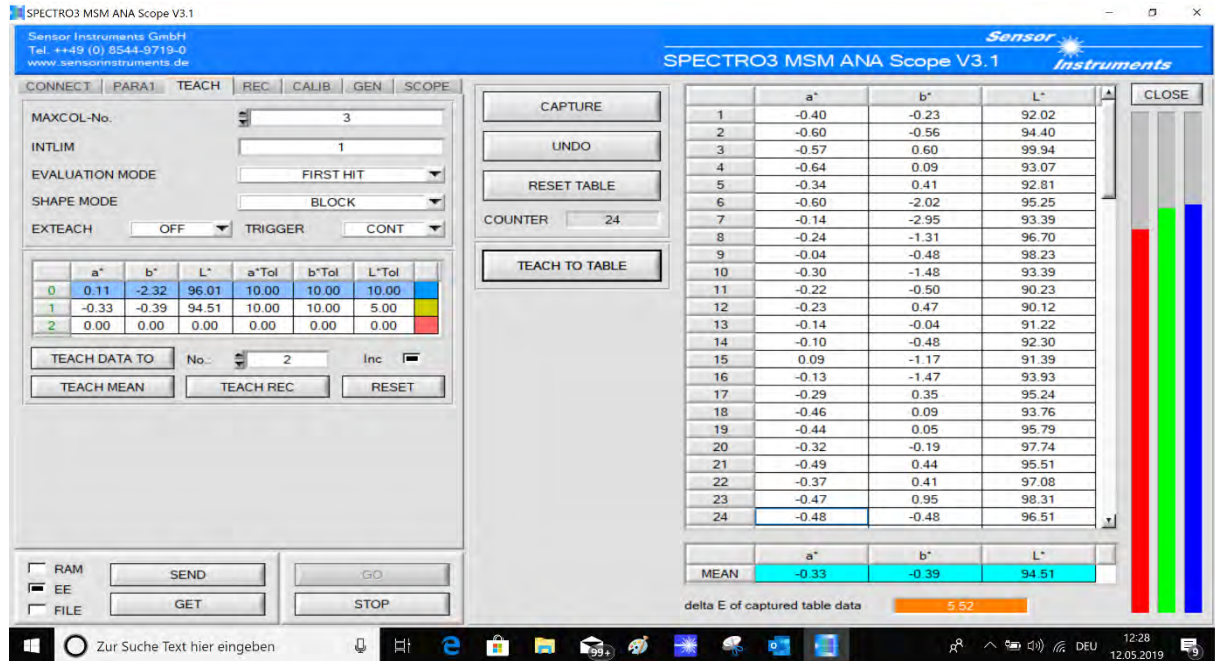 SPECTRO3 MSM ANA Scope V3.1
Sensor Instruments GmbH
Tel. ++49 (0) 8544-9719-0
www.sensorinstruments.de
Sensor
Instruments
SPECTRO3 MSM ANA Scope V3.1
CONNECT PARA1 TEACH REC CALIB GEN SCOPE
MAXCOL-No. 3
INTLIM 1
EVALUATION MODE FIRST HIT
SHAPE MODE BLOCK
EXTEACH OFF TRIGGER CONT
a* b* L* a*Tol b*Tol L*Tol
0 0.11 -2.32 96.01 10.00 10.00 10.00
1 -0.33 -0.39 94.51 10.00 10.00 5.00
2 0.00 0.00 0.00 0.00 0.00 0.00
TEACH DATA TO No.: 2 Inc
TEACH MEAN TEACH REC RESET
RAM
EE
FILE
SEND GO
GET STOP
CAPTURE
UNDO
RESET TABLE
COUNTER 24
TEACH TO TABLE
a* b* L*
1 -0.40 -0.23 92.02
2 -0.60 -0.56 94.40
3 -0.57 0.60 99.94
4 -0.64 0.09 93.07
5 -0.34 0.41 92.81
6 -0.60 -2.02 95.25
7 -0.14 -2.95 93.39
8 -0.24 -1.31 96.70
9 -0.04 -0.48 98.23
10 -0.30 -1.48 93.39
11 -0.22 -0.50 90.23
12 -0.23 0.47 90.12
13 -0.14 -0.04 91.22
14 -0.10 -0.48 92.30
15 0.09 -1.17 91.39
16 -0.13 -1.47 93.93
17 -0.29 0.35 95.24
18 -0.46 0.09 93.76
19 -0.44 0.05 95.79
20 -0.32 -0.19 97.74
21 -0.49 0.44 95.51
22 -0.37 0.41 97.08
23 -0.47 0.95 98.31
24 -0.48 -0.48 96.51
a* b* L*
MEAN -0.33 -0.39 94.51
delta E of captured table data 5.52
CLOSE
Zur Suche Text hier eingeben
99+
DEU
12:28
12.05.2019
9